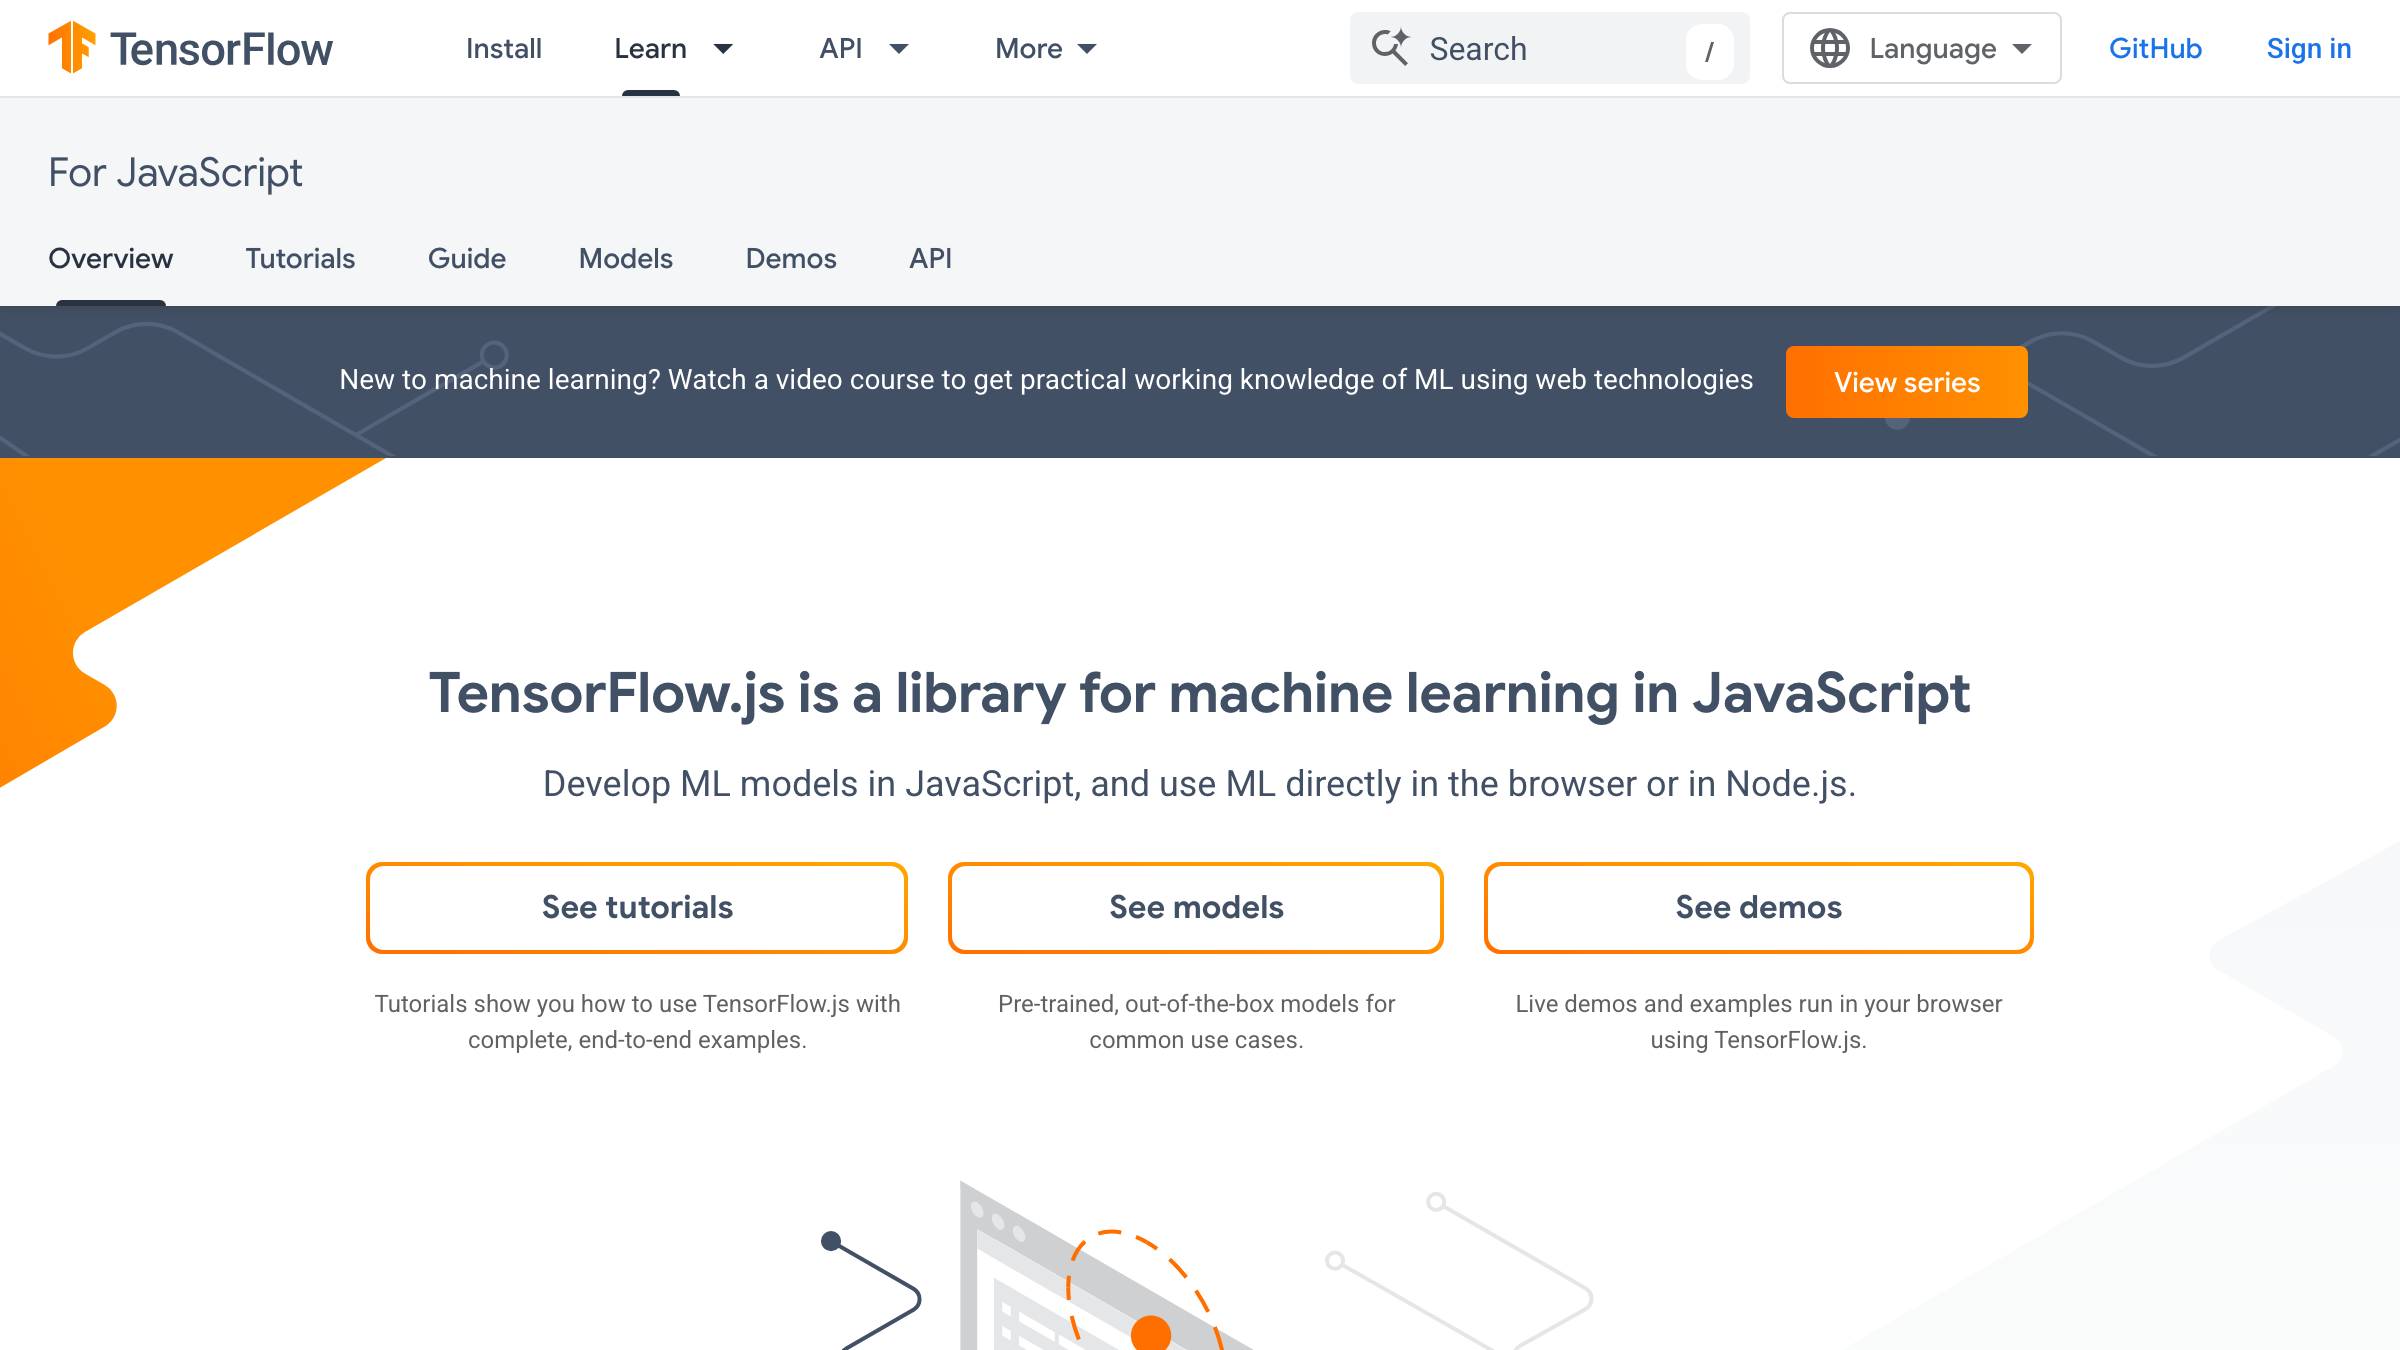 TensorFlow
Install
Learn
API
More
Search
/
Language
GitHub
Sign in
For JavaScript
Overview
Tutorials
Guide
Models
Demos
API
New to machine learning? Watch a video course to get practical working knowledge of ML using web technologies
View series
TensorFlow.js is a library for machine learning in JavaScript
Develop ML models in JavaScript, and use ML directly in the browser or in Node.js.
See tutorials
Tutorials show you how to use TensorFlow.js with
complete, end-to-end examples.
See models
Pre-trained, out-of-the-box models for
common use cases.
See demos
Live demos and examples run in your browser
using TensorFlow.js.